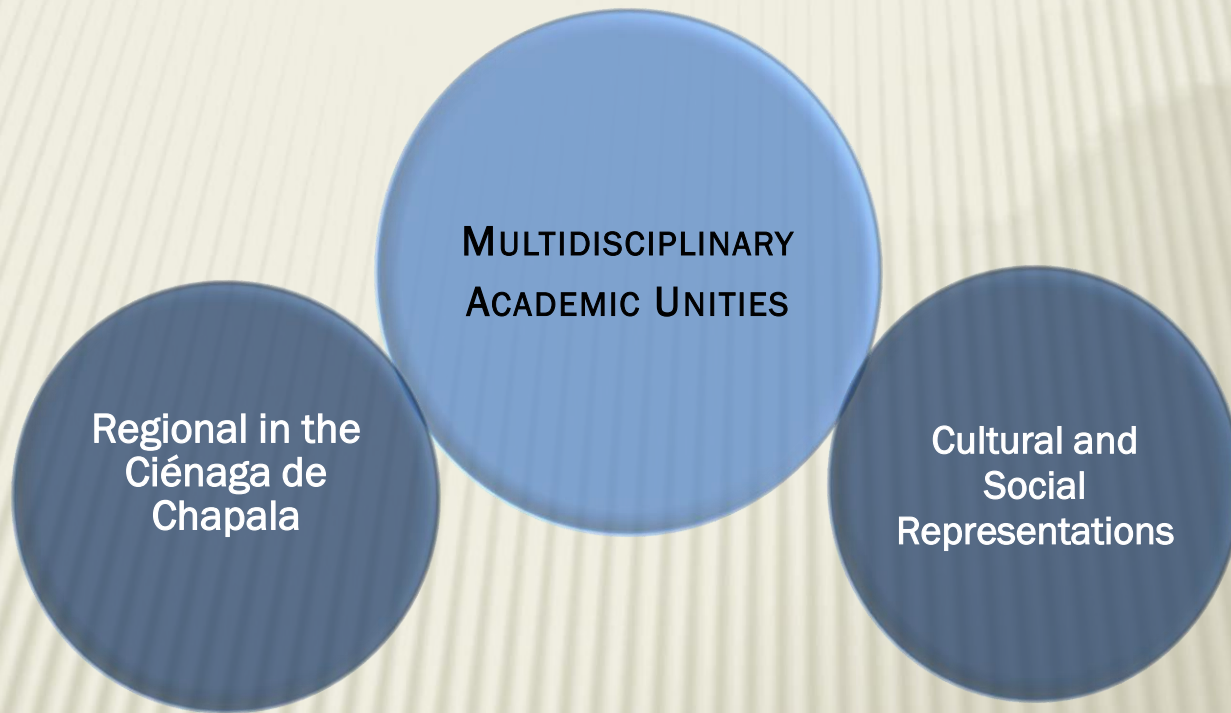 MULTIDISCIPLINARY
ACADEMIC UNITIES
Regional in the
Ciénaga de
Chapala
Cultural and
Social
Representations